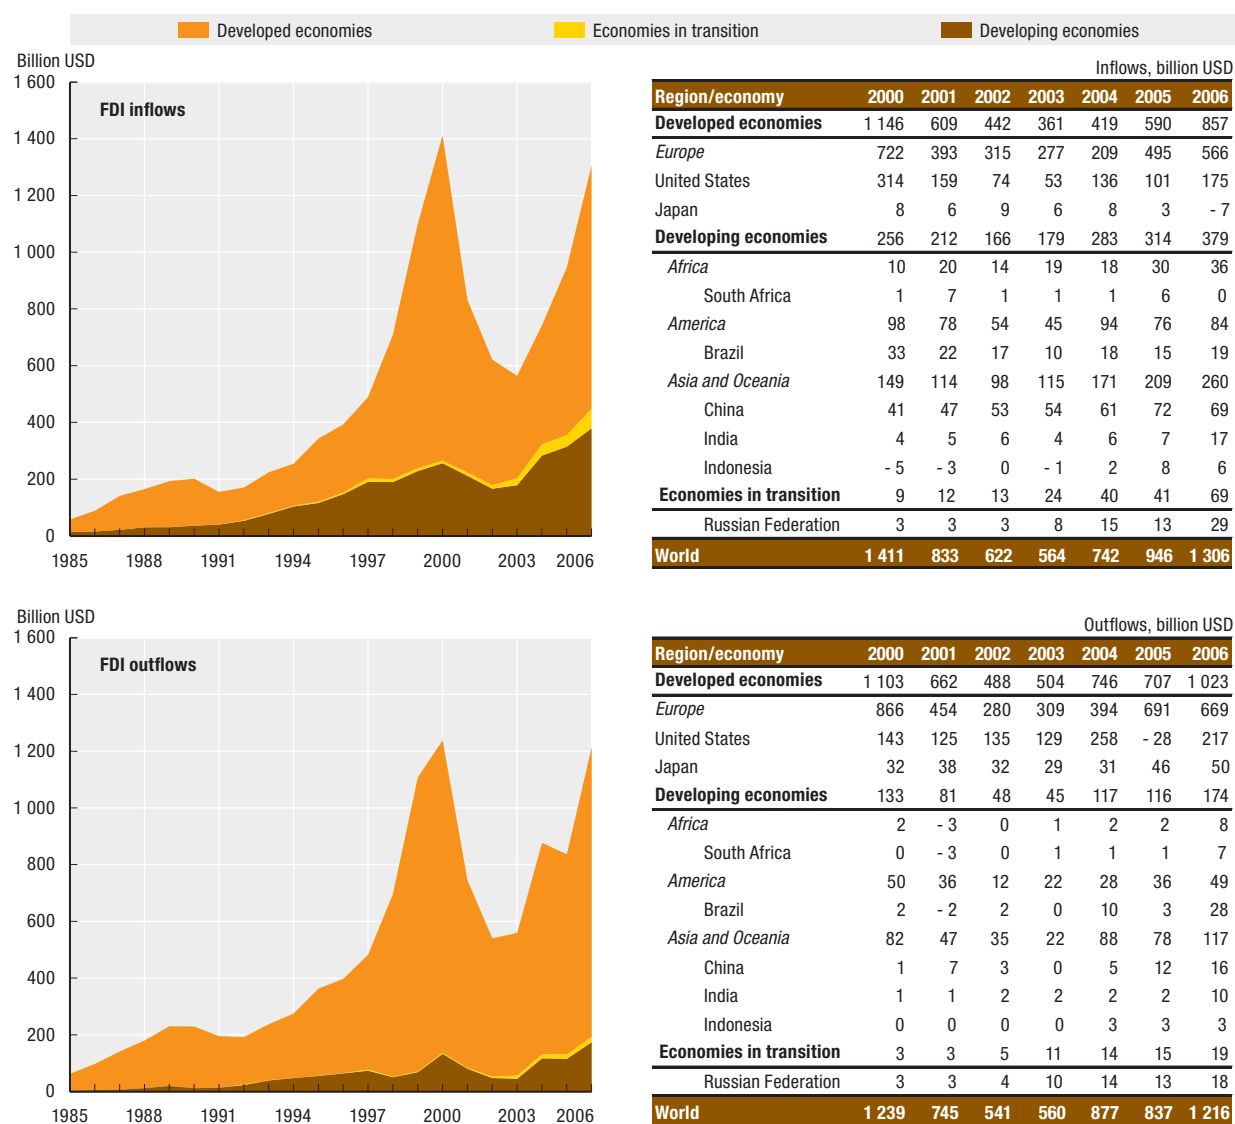 Developed economies Economies in transition Developing economies
Billion USD
1 600
1 400
1 200
1 000
800
600
400
200
0
FDI inflows
1985 1988 1991 1994 1997 2000 2003 2006
Inflows, billion USD
Region/economy 2000 2001 2002 2003 2004 2005 2006
Developed economies 1 146 609 442 361 419 590 857
Europe 722 393 315 277 209 495 566
United States 314 159 74 53 136 101 175
Japan 8 6 9 6 8 3 - 7
Developing economies 256 212 166 179 283 314 379
Africa 10 20 14 19 18 30 36
South Africa 1 7 1 1 1 6 0
America 98 78 54 45 94 76 84
Brazil 33 22 17 10 18 15 19
Asia and Oceania 149 114 98 115 171 209 260
China 41 47 53 54 61 72 69
India 4 5 6 4 6 7 17
Indonesia - 5 - 3 0 - 1 2 8 6
Economies in transition 9 12 13 24 40 41 69
Russian Federation 3 3 3 8 15 13 29
World 1 411 833 622 564 742 946 1 306
Billion USD
1 600
1 400
1 200
1 000
800
600
400
200
0
FDI outflows
1985 1988 1991 1994 1997 2000 2003 2006
Outflows, billion USD
Region/economy 2000 2001 2002 2003 2004 2005 2006
Developed economies 1 103 662 488 504 746 707 1 023
Europe 866 454 280 309 394 691 669
United States 143 125 135 129 258 - 28 217
Japan 32 38 32 29 31 46 50
Developing economies 133 81 48 45 117 116 174
Africa 2 - 3 0 1 2 2 8
South Africa 0 - 3 0 1 1 1 7
America 50 36 12 22 28 36 49
Brazil 2 - 2 2 0 10 3 28
Asia and Oceania 82 47 35 22 88 78 117
China 1 7 3 0 5 12 16
India 1 1 2 2 2 2 10
Indonesia 0 0 0 0 3 3 3
Economies in transition 3 3 5 11 14 15 19
Russian Federation 3 3 4 10 14 13 18
World 1 239 745 541 560 877 837 1 216